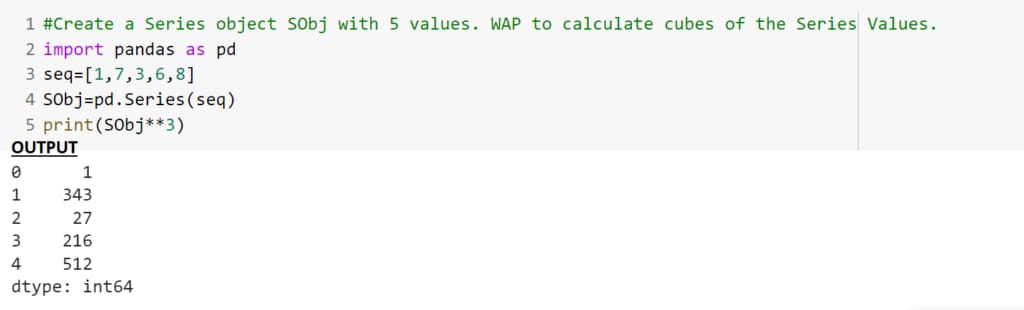 1 #Create a Series object SObj with 5 values. WAP to calculate cubes of the Series Values.
2 import pandas as pd
3 seq=[1,7,3,6,8]
4 SObj=pd.Series(seq)
5 print(SObj**3)
OUTPUT
0 1
1 343
2 27
3 216
4 512
dtype: int64